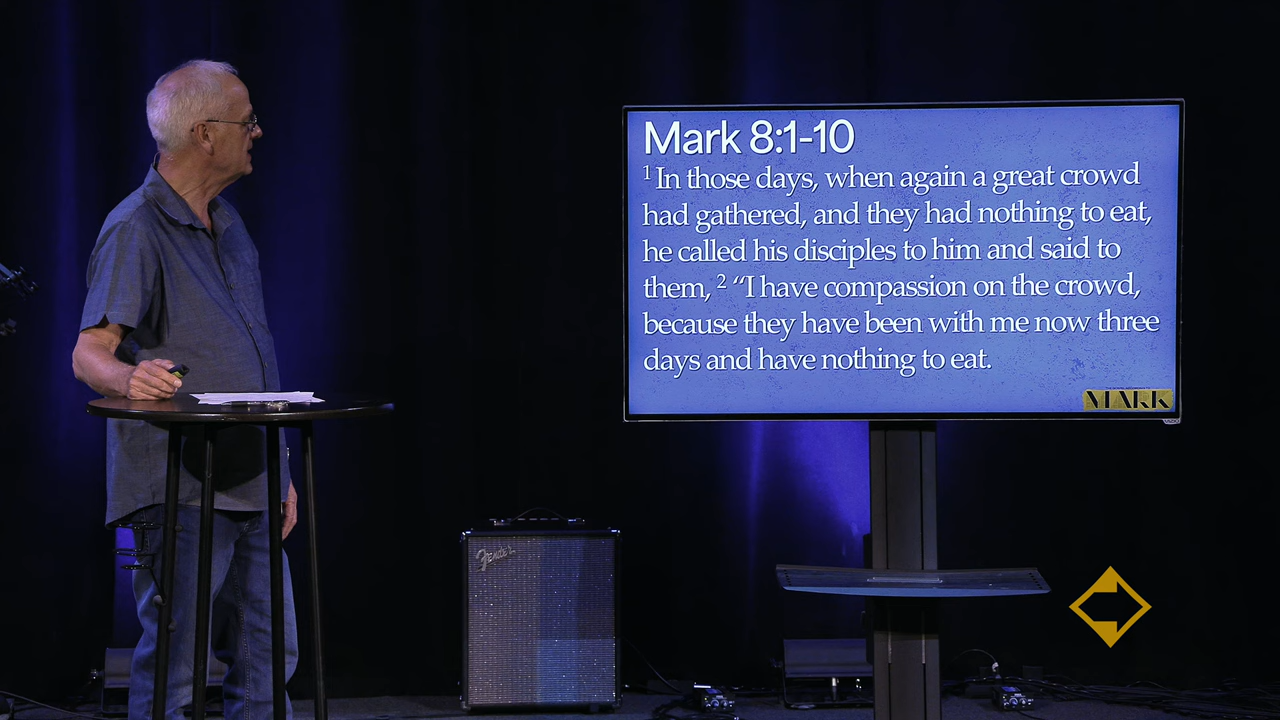 Mark 8:1-10
¹ In those days, when again a great crowd
had gathered, and they had nothing to eat,
he called his disciples to him and said to
them, ² “I have compassion on the crowd,
because they have been with me now three
days and have nothing to eat.
MARK
Fender